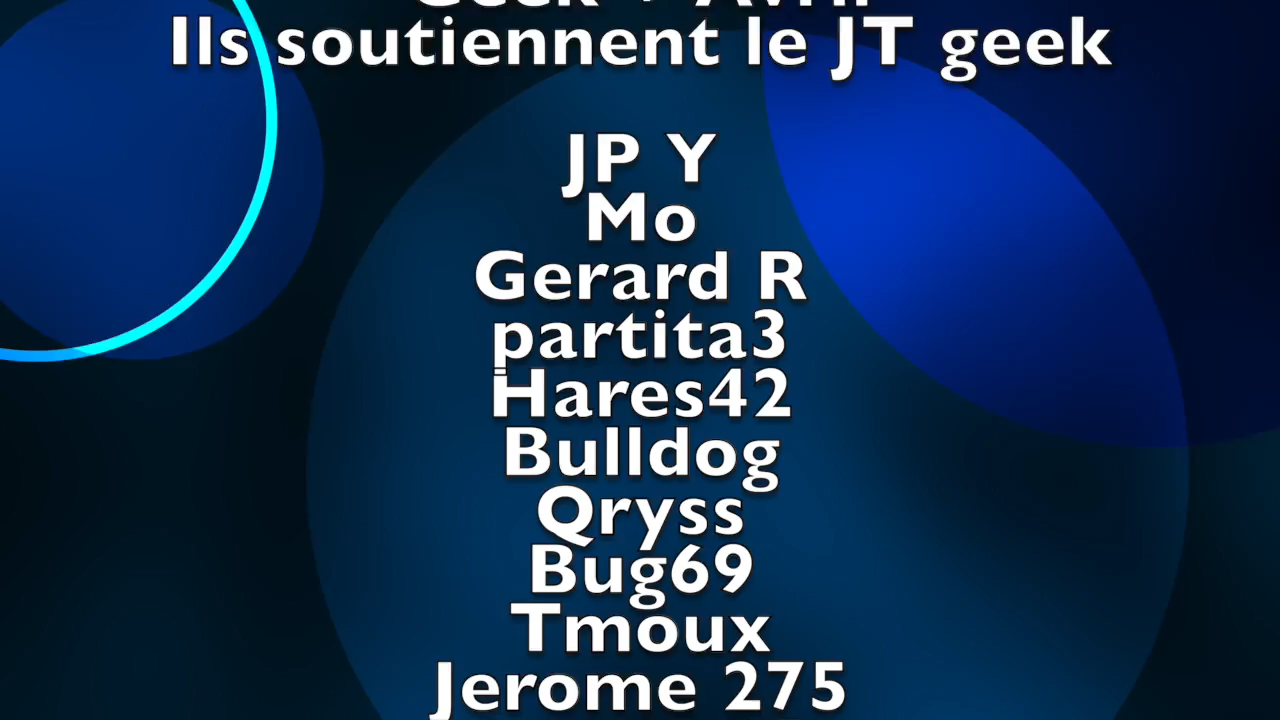 Ils soutiennent le JT geek
JP Y
Mo
Gerard R
partita3
Hares42
Bulldog
Qryss
Bug69
Tmoux
Jerome 275